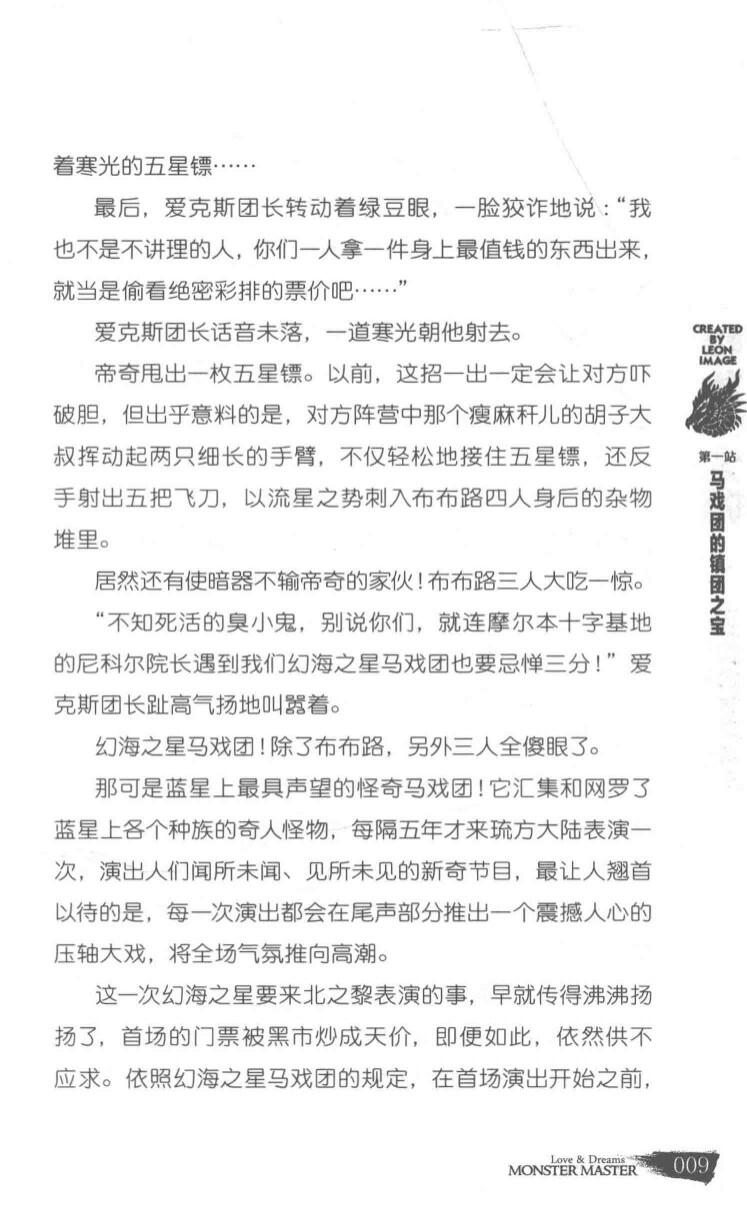 着寒光的五星镖……
最后，爱克斯团长转动着绿豆眼，一脸狡诈地说：“我
也不是不讲理的人，你们一人拿一件身上最值钱的东西出来，
就当是偷看绝密彩排的票价吧……”
爱克斯团长话音未落，一道寒光朝他射去。
帝奇甩出一枚五星镖。以前，这招一出一定会让对方吓
破胆，但出乎意料的是，对方阵营中那个瘦麻秆儿的胡子大
叔挥动起两只细长的手臂，不仅轻松地接住五星镖，还反
手射出五把飞刀，以流星之势刺入布布路四人身后的杂物
堆里。
居然还有使暗器不输帝奇的家伙！布布路三人大吃一惊。
“不知死活的臭小鬼，别说你们，就连摩尔本十字基地
的尼科尔院长遇到我们幻海之星马戏团也要忌惮三分！”爱
克斯团长趾高气扬地叫嚣着。
幻海之星马戏团！除了布布路，另外三人全傻眼了。
那可是蓝星上最具声望的怪奇马戏团！它汇集和网罗了
蓝星上各个种族的奇人怪物，每隔五年才来琉方大陆表演一
次，演出人们闻所未闻、见所未见的新奇节目，最让人翘首
以待的是，每一次演出都会在尾声部分推出一个震撼人心的
压轴大戏，将全场气氛推向高潮。
这一次幻海之星要来北之黎表演的事，早就传得沸沸扬
扬了，首场的门票被黑市炒成天价，即便如此，依然供不
应求。依照幻海之星马戏团的规定，在首场演出开始之前，
CREATED
BY
LEON
IMAGE
第一站
马戏团的镇团之宝
Love & Dreams
MONSTER MASTER
009